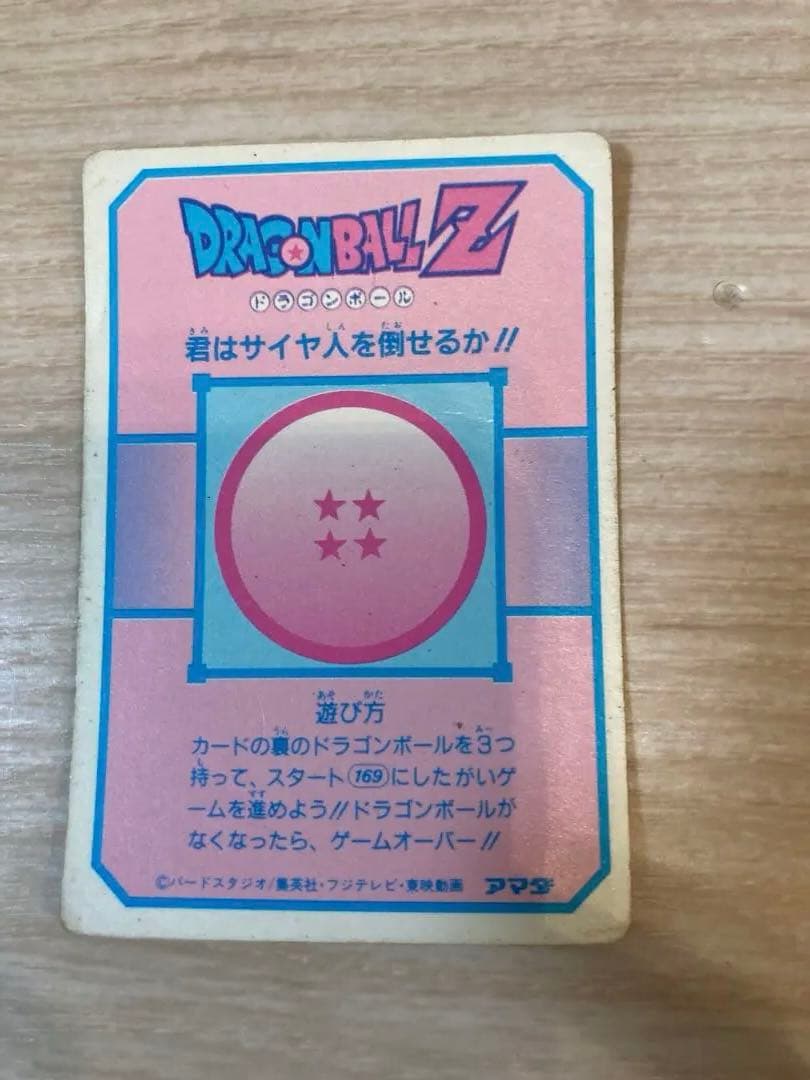 DRAGONBALL Z
ドラゴンボール
君はサイヤ人を倒せるか!!
遊び方
カードの裏のドラゴンボールを3つ
持って、スタート169にしたがいゲ
ームを進めよう!!ドラゴンボールが
なくなったら、ゲームオーバー!!
©バードスタジオ/集英社・フジテレビ・東映動画 アマダ